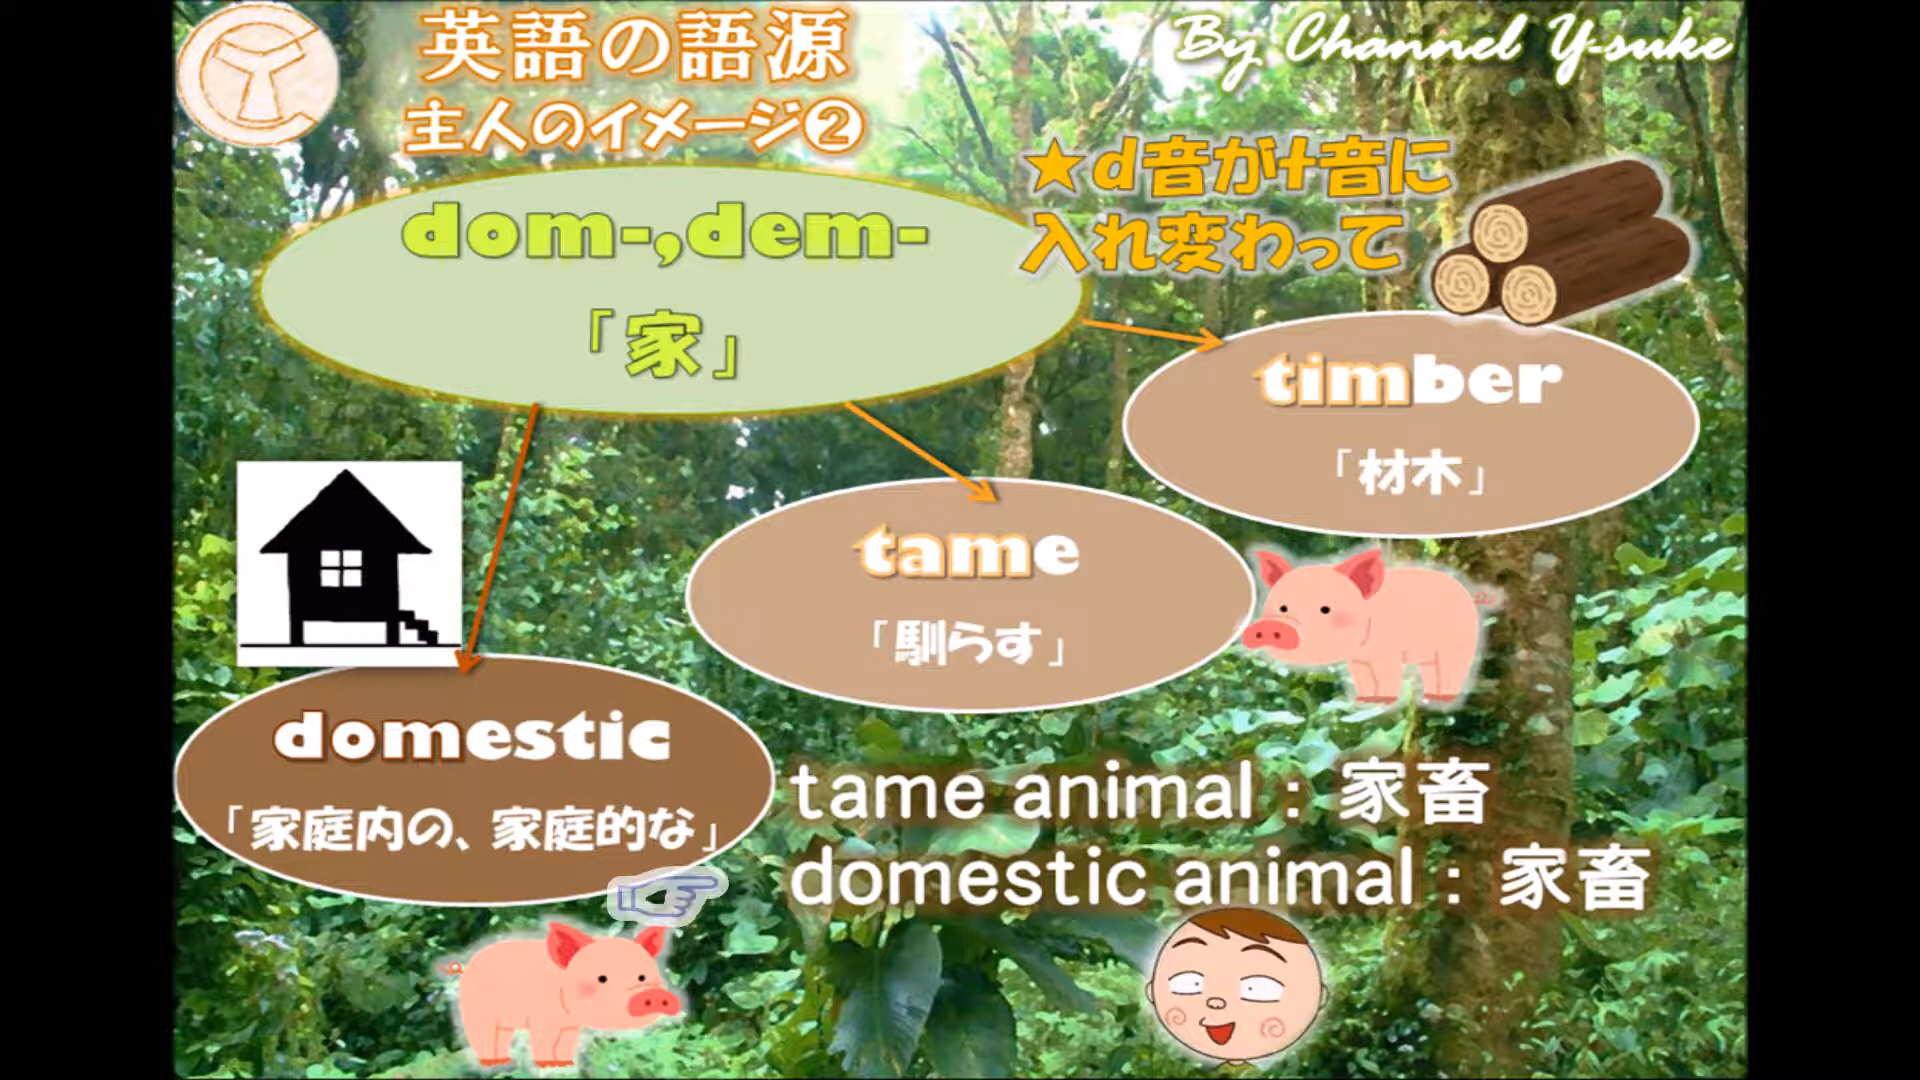 英語の語源
主人のイメージ②
By Channel Y-suke
★d音がt音に
入れ変わって
dom-,dem-
「家」
timber
「材木」
tame
「馴らす」
domestic
「家庭内の、家庭的な」
tame animal : 家畜
domestic animal : 家畜